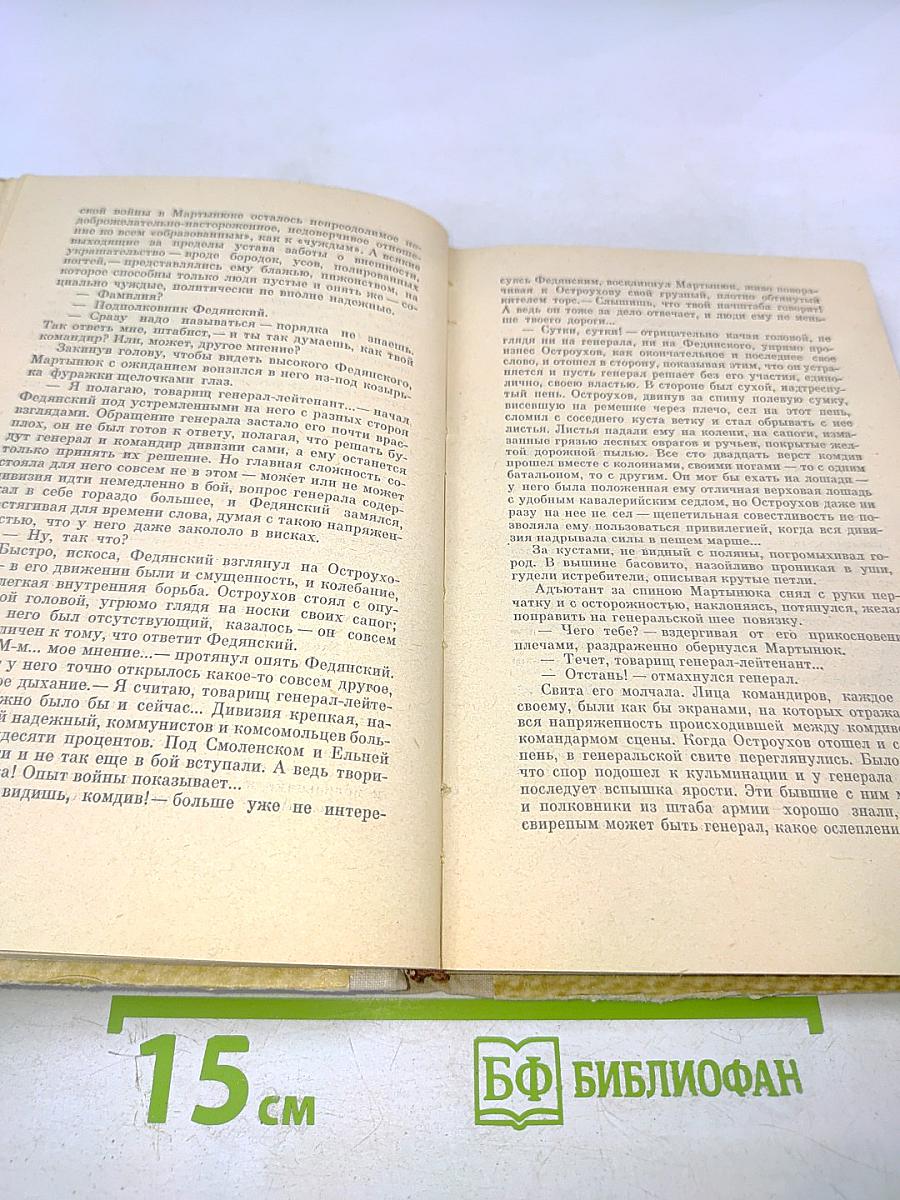 ской войны в Мартынюке осталось непреодолимое не-
доброжелательно-настороженное, недоверчивое отноше-
ние ко всем «образованным», как к «чуждым». А всякие
выходящие за пределы устава заботы о внешности,
украшательство — вроде бородок, усов, полированных
ногтей, — представлялись ему блажью, пижонством, на
которое способны только люди пустые и опять же — со-
циально чуждые, политически не вполне надежные.
— Фамилия?
— Подполковник Федянский.
— Сразу надо называться — порядка не знаешь.
Так ответь мне, штабист, — и ты так думаешь, как твой
командир? Или, может, другое мнение?
Закинув голову, чтобы видеть высокого Федянского,
Мартынюк с ожиданием вонзился в него из-под козырь-
ка фуражки щелочками глаз.
— Я полагаю, товарищ генерал-лейтенант... — начал
Федянский под устремленными на него с разных сторон
взглядами. Обращение генерала застало его почти врас-
плох, он не был готов к ответу, полагая, что решать бу-
дут генерал и командир дивизии сами, а ему останется
только принять их решение. Но главная сложность со-
стояла для него совсем не в этом — может или не может
дивизия идти немедленно в бой, вопрос генерала содер-
жал в себе гораздо большее, и Федянский замялся,
растягивая для времени слова, думая с такою напряжен-
остью, что у него даже закололо в висках.
— Ну, так что?
Быстро, искоса, Федянский взглянул на Остроухо-
— в его движении были и смущенность, и колебание,
легкая внутренняя борьба. Остроухов стоял с опу-
ой головой, угрюмо глядя на носки своих сапог;
него был отсутствующий, казалось — он совсем
личен к тому, что ответит Федянский.
М-м... мое мнение... — протянул опять Федянский.
у него точно открылось какое-то совсем другое,
ое дыхание. — Я считаю, товарищ генерал-лейте-
жно было бы и сейчас... Дивизия крепкая, на-
й надежный, коммунистов и комсомольцев боль-
десяти процентов. Под Смоленском и Ельней
и и не так еще в бой вступали. А ведь твори-
са! Опыт войны показывает...
видишь, комдив! — больше уже не интере-
суясь Федянским, воскликнул Мартынюк, живо повора-
чивая к Остроухову свой грузный, плотно обтянутый
кителем торс. — Слышишь, что твой начштаба говорит!
А ведь он тоже за дело отвечает, и люди ему не мень-
ше твоего дороги...
— Сутки, сутки! — отрицательно качая головой, не
глядя ни на генерала, ни на Федянского, упрямо про-
изнес Остроухов, как окончательное и последнее свое
слово, и отошел в сторону, показывая этим, что он устра-
няется и пусть генерал решает без его участия, едино-
лично, своею властью. В стороне был сухой, надтресну-
тый пень. Остроухов, двинув за спину полевую сумку,
висевшую на ремешке через плечо, сел на этот пень,
сломил с соседнего куста ветку и стал обрывать с нее
листья. Листья падали ему на колени, на сапоги, изма-
занные грязью лесных оврагов и ручьев, покрытые жел-
той дорожной пылью. Все сто двадцать верст комдив
прошел вместе с колоннами, своими ногами — то с одним
батальоном, то с другим. Он мог бы ехать на лошади —
у него была положенная ему отличная верховая лошадь
с удобным кавалерийским седлом, но Остроухов даже ни
разу на нее не сел — щепетильная совестливость не по-
зволяла ему пользоваться привилегией, когда вся диви-
зия надрывала силы в пешем марше...
За кустами, не видный с поляны, погромыхивал го-
род. В вышине басовито, назойливо проникая в уши,
гудели истребители, описывая крутые петли.
Адъютант за спиною Мартынюка снял с руки пер-
чатку и с осторожностью, наклоняясь, потянулся, желая
поправить на генеральской шее повязку.
— Чего тебе? — вздергивая от его прикосновени
плечами, раздраженно обернулся Мартынюк.
— Течет, товарищ генерал-лейтенант...
— Отстань! — отмахнулся генерал.
Свита его молчала. Лица командиров, каждое
своему, были как бы экранами, на которых отража
вся напряженность происходившей между комдиво
командармом сцены. Когда Остроухов отошел и с
пень, в генеральской свите переглянулись. Было
что спор подошел к кульминации и у генерала
последует вспышка ярости. Эти бывшие с ним м
и полковники из штаба армии хорошо знали,
свирепым может быть генерал, какое ослеплени
15 см
БФ БИБЛИОФАН